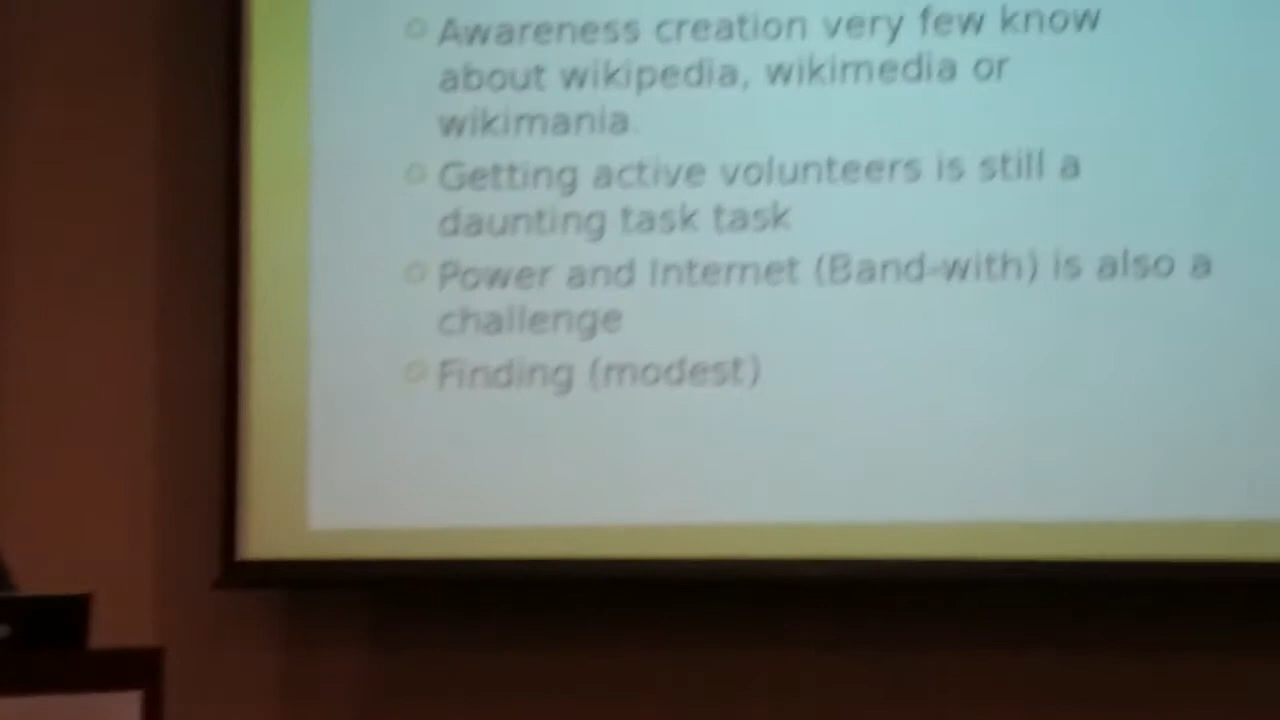 Awareness creation very few know
about wikipedia, wikimedia or
wikimania.
Getting active volunteers is still a
daunting task task
Power and Internet (Band-with) is also a
challenge
Finding (modest)